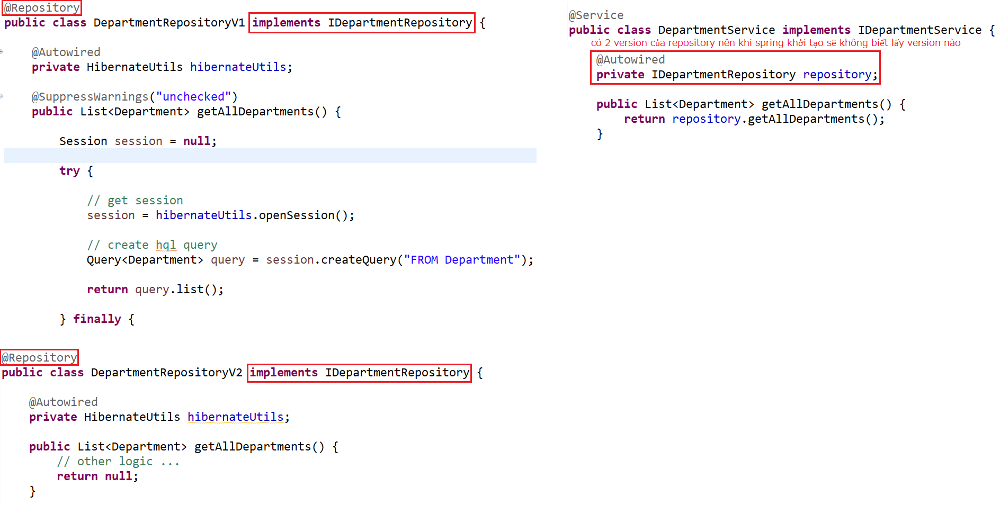 @Repository
public class DepartmentRepositoryV1 implements IDepartmentRepository {
@Autowired
private HibernateUtils hibernateUtils;
@SuppressWarnings("unchecked")
public List<Department> getAllDepartments() {
Session session = null;
try {
// get session
session = hibernateUtils.openSession();
// create hql query
Query<Department> query = session.createQuery("FROM Department");
return query.list();
} finally {
@Repository
public class DepartmentRepositoryV2 implements IDepartmentRepository {
@Autowired
private HibernateUtils hibernateUtils;
public List<Department> getAllDepartments() {
// other logic ...
return null;
}
@Service
public class DepartmentService implements IDepartmentService {
có 2 version của repository nên khi spring khởi tạo sẽ không biết lấy version nào
@Autowired
private IDepartmentRepository repository;
public List<Department> getAllDepartments() {
return repository.getAllDepartments();
}